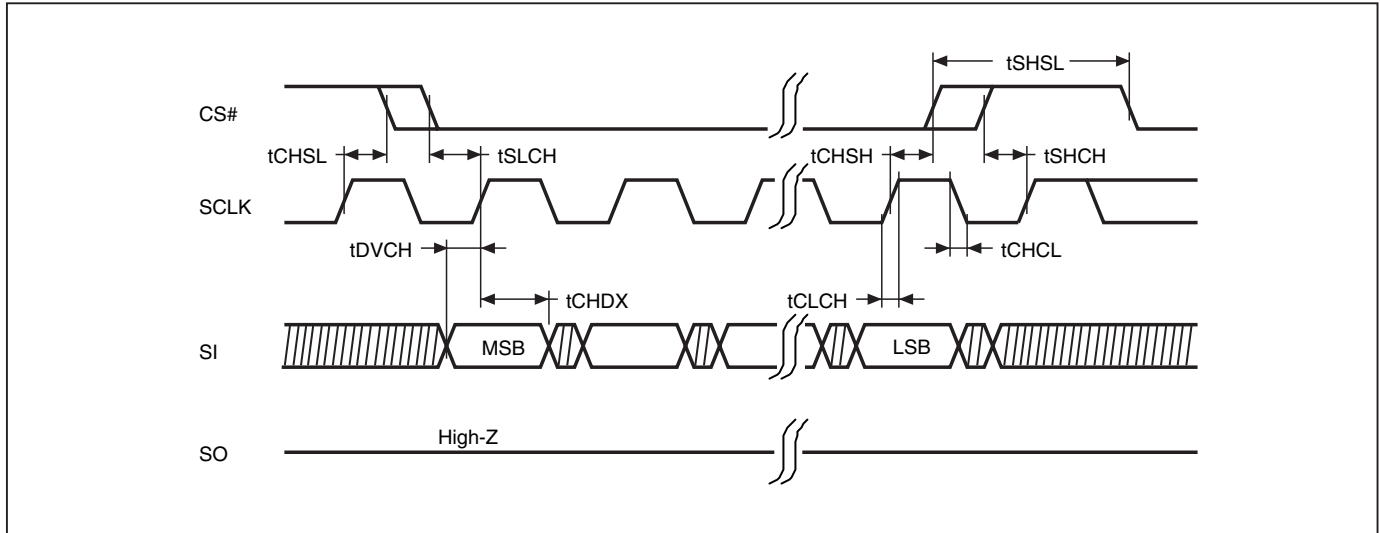 tSHSL
CS#
tCHSL
tSLCH
tCHSH
tSHCH
SCLK
tDVCH
tCHCL
tCHDX
tCLCH
SI
MSB
LSB
High-Z
SO